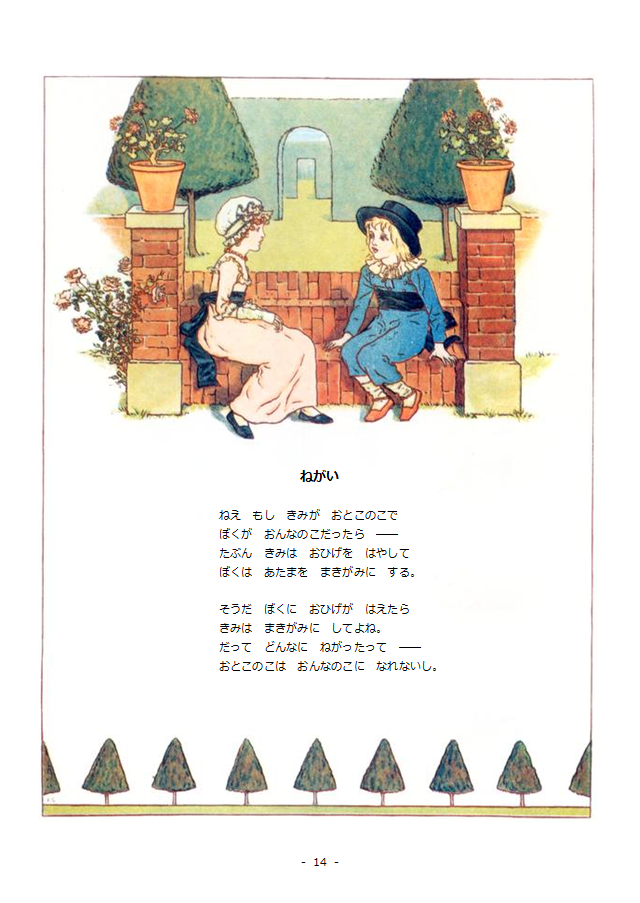 ねがい
ねえ　もし　きみが　おとこのこで
ぼくが　おんなのこだったら　――
たぶん　きみは　おひげを　はやして
ぼくは　あたまを　まきがみに　する。
そうだ　ぼくに　おひげが　はえたら
きみは　まきがみに　してよね。
だって　どんなに　ねがったって　――
おとこのこは　おんなのこに　なれないし。
- 14 -